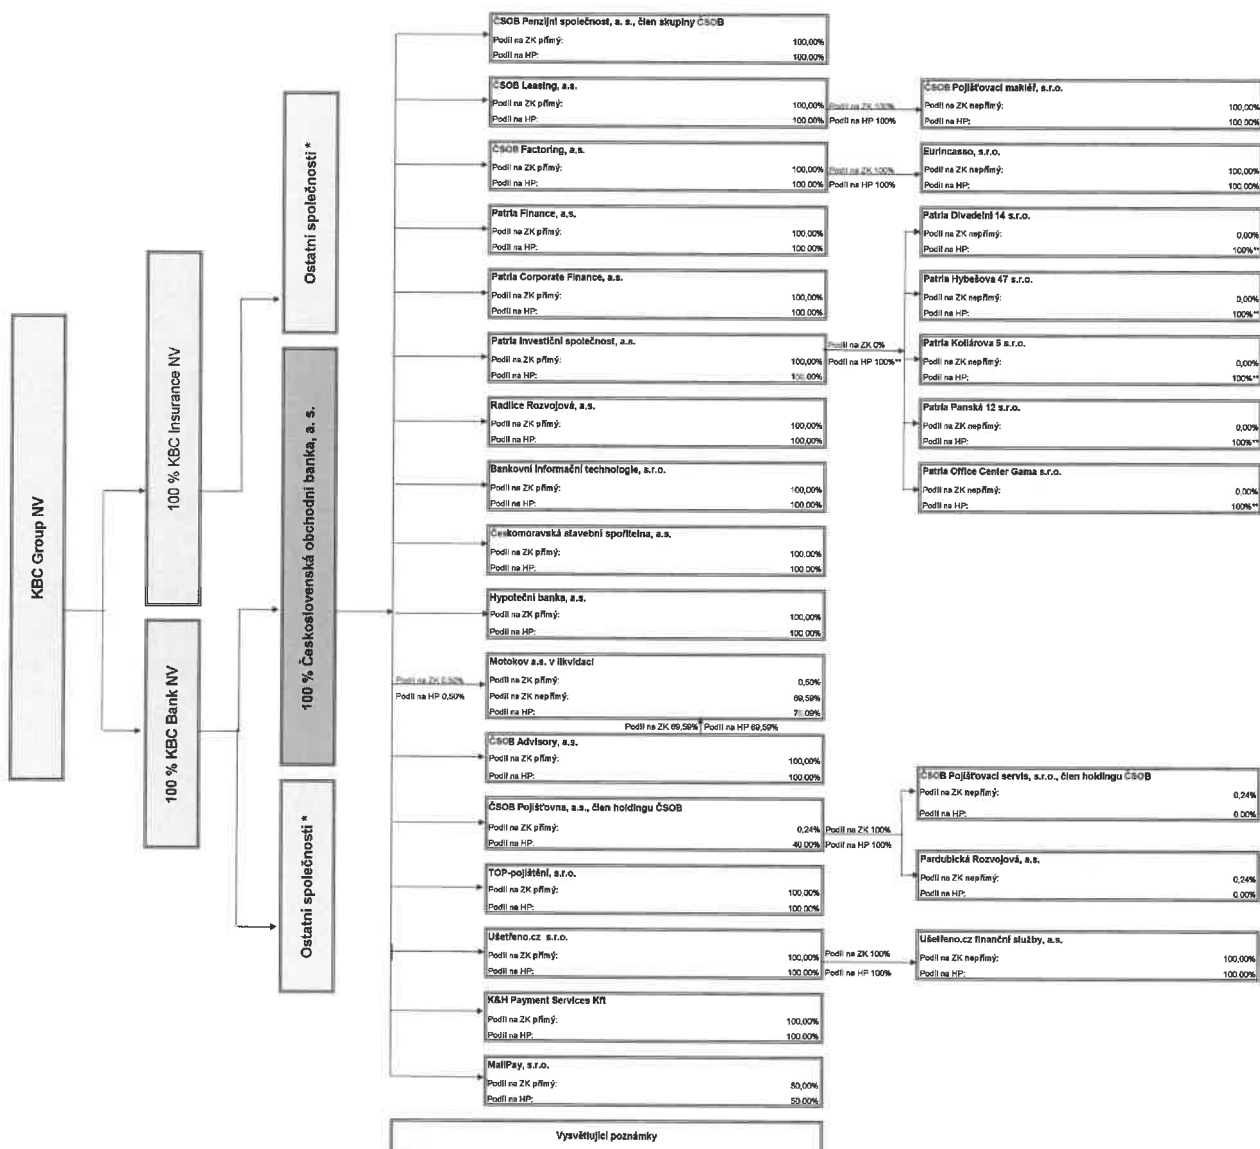 KBC Group NV
100 % KBC Insurance NV
100 % KBC Bank NV
Ostatní společnosti *
100 % Československá obchodní banka, a. s.
Ostatní společnosti *
ČSOB Penzijní společnost, a. s., člen skupiny ČSOB
Podíl na ZK přímý: 100,00%
Podíl na HP: 100.00%
ČSOB Leasing, a.s.
Podíl na ZK přímý: 100,00%
Podíl na HP: 100.00%
Podíl na ZK 100%
Podíl na HP 100%
ČSOB Pojišťovací makléř, s.r.o.
Podíl na ZK nepřímý: 100,00%
Podíl na HP: 100.00%
ČSOB Factoring, a.s.
Podíl na ZK přímý: 100,00%
Podíl na HP: 100.00%
Podíl na ZK 100%
Podíl na HP 100%
Eurincasso, s.r.o.
Podíl na ZK nepřímý: 100,00%
Podíl na HP: 100.00%
Patria Finance, a.s.
Podíl na ZK přímý: 100,00%
Podíl na HP: 100.00%
Patria Corporate Finance, a.s.
Podíl na ZK přímý: 100,00%
Podíl na HP: 100.00%
Patria investiční společnost, a.s.
Podíl na ZK přímý: 100,00%
Podíl na HP: 100.00%
Podíl na ZK 0%
Podíl na HP 100%**
Patria Divadelní 14 s.r.o.
Podíl na ZK nepřímý: 0,00%
Podíl na HP: 100%**
Patria Hybešova 47 s.r.o.
Podíl na ZK nepřímý: 0,00%
Podíl na HP: 100%**
Patria Kollárova 5 s.r.o.
Podíl na ZK nepřímý: 0,00%
Podíl na HP: 100%**
Patria Panská 12 s.r.o.
Podíl na ZK nepřímý: 0,00%
Podíl na HP: 100%**
Patria Office Center Gama s.r.o.
Podíl na ZK nepřímý: 0,00%
Podíl na HP: 100%**
Radlice Rozvojová, a.s.
Podíl na ZK přímý: 100,00%
Podíl na HP: 100,00%
Bankovní informační technologie, s.r.o.
Podíl na ZK přímý: 100,00%
Podíl na HP: 100,00%
Českomoravská stavební spořitelna, a.s.
Podíl na ZK přímý: 100,00%
Podíl na HP: 100.00%
Hypoteční banka, a.s.
Podíl na ZK přímý: 100,00%
Podíl na HP: 100.00%
Podíl na ZK 0,50%
Podíl na HP 0,50%
Motokov a.s. v likvidaci
Podíl na ZK přímý: 0,50%
Podíl na ZK nepřímý: 69,59%
Podíl na HP: 70.09%
Podíl na ZK 69,59% Podíl na HP 69,59%
ČSOB Advisory, a.s.
Podíl na ZK přímý: 100,00%
Podíl na HP: 100.00%
ČSOB Pojišťovna, a.s., člen holdingu ČSOB
Podíl na ZK přímý: 0,24%
Podíl na HP: 40.00%
Podíl na ZK 100%
Podíl na HP 100%
ČSOB Pojišťovací servis, s.r.o., člen holdingu ČSOB
Podíl na ZK nepřímý: 0,24%
Podíl na HP: 0.00%
Pardubická Rozvojová, a.s.
Podíl na ZK nepřímý: 0,24%
Podíl na HP: 0.00%
TOP-pojištění, s.r.o.
Podíl na ZK přímý: 100,00%
Podíl na HP: 100.00%
Ušetřeno.cz s.r.o.
Podíl na ZK přímý: 100,00%
Podíl na HP: 100.00%
Podíl na ZK 100%
Podíl na HP 100%
Ušetřeno.cz finanční služby, a.s.
Podíl na ZK nepřímý: 100,00%
Podíl na HP: 100.00%
K&H Payment Services Kft
Podíl na ZK přímý: 100,00%
Podíl na HP: 100.00%
MallPay, s.r.o.
Podíl na ZK přímý: 50,00%
Podíl na HP: 50.00%
Vysvětlující poznámky